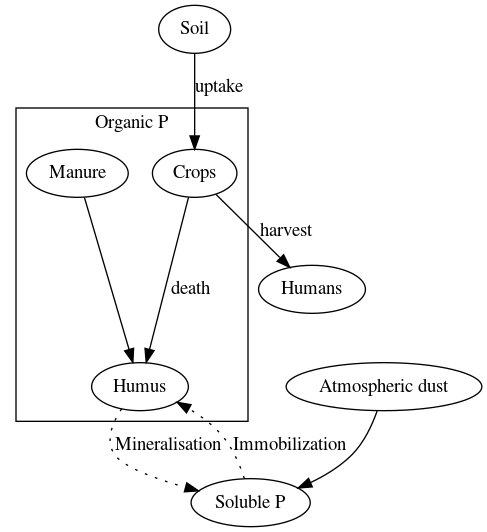 Soil
uptake
Organic P
Manure
Crops
harvest
death
Humans
Humus
Atmospheric dust
Mineralisation
Immobilization
Soluble P